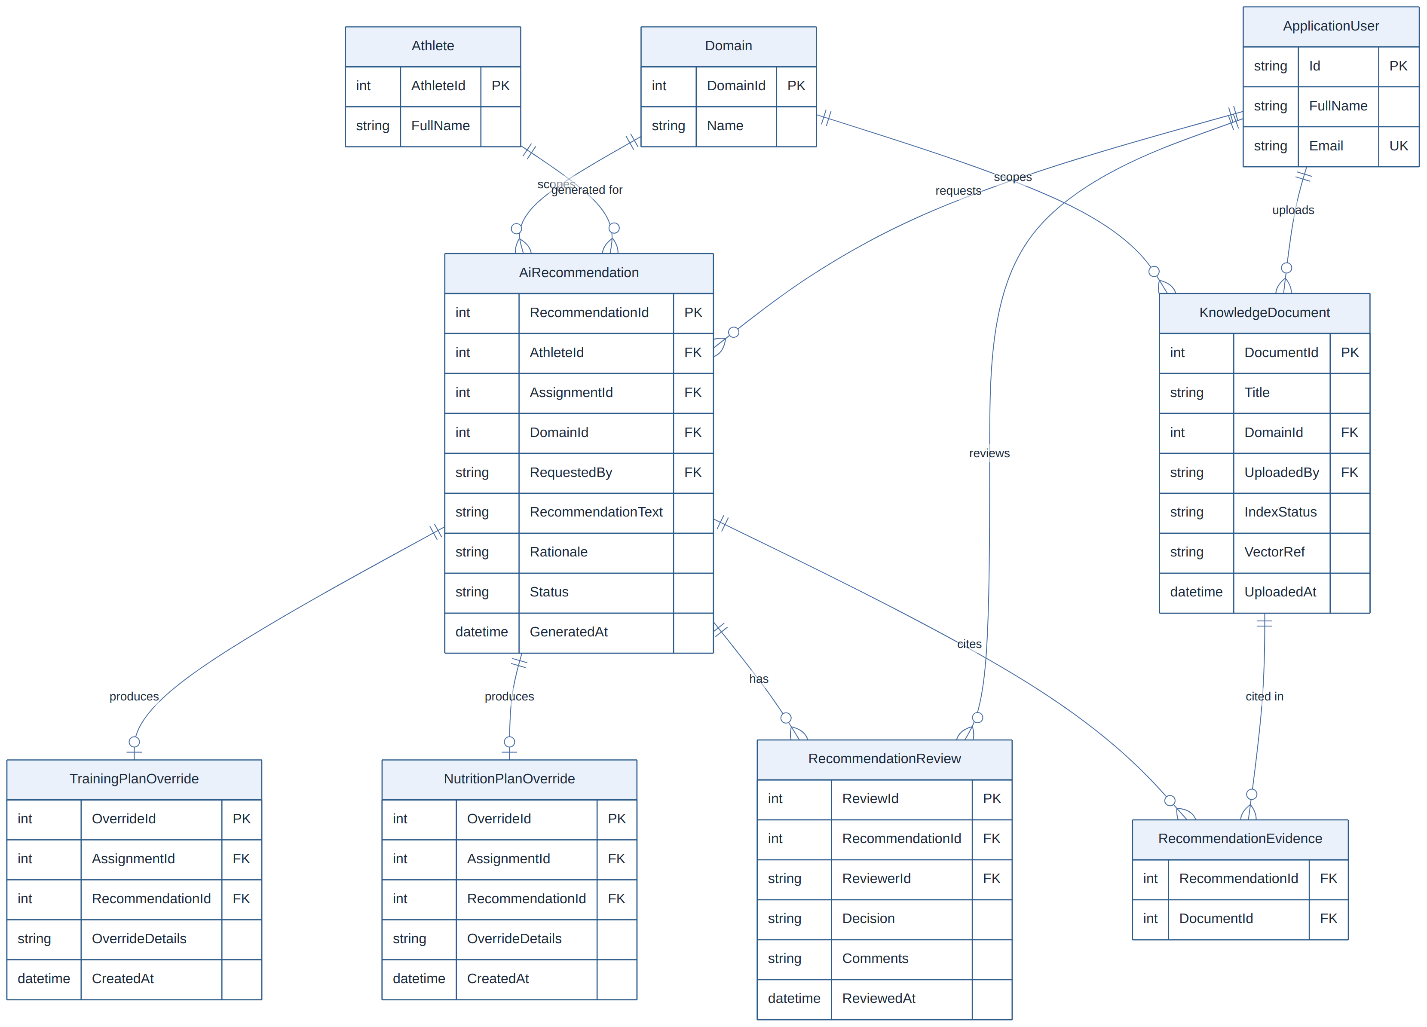 Athlete
int AthleteId PK
string FullName
Domain
int DomainId PK
string Name
ApplicationUser
string Id PK
string FullName
string Email UK
scopes
generated for
requests
scopes
uploads
AiRecommendation
int RecommendationId PK
int AthleteId FK
int AssignmentId FK
int DomainId FK
string RequestedBy FK
string RecommendationText
string Rationale
string Status
datetime GeneratedAt
KnowledgeDocument
int DocumentId PK
string Title
int DomainId FK
string UploadedBy FK
string IndexStatus
string VectorRef
datetime UploadedAt
reviews
cites
has
produces
produces
cited in
TrainingPlanOverride
int OverrideId PK
int AssignmentId FK
int RecommendationId FK
string OverrideDetails
datetime CreatedAt
NutritionPlanOverride
int OverrideId PK
int AssignmentId FK
int RecommendationId FK
string OverrideDetails
datetime CreatedAt
RecommendationReview
int ReviewId PK
int RecommendationId FK
string ReviewerId FK
string Decision
string Comments
datetime ReviewedAt
RecommendationEvidence
int RecommendationId FK
int DocumentId FK